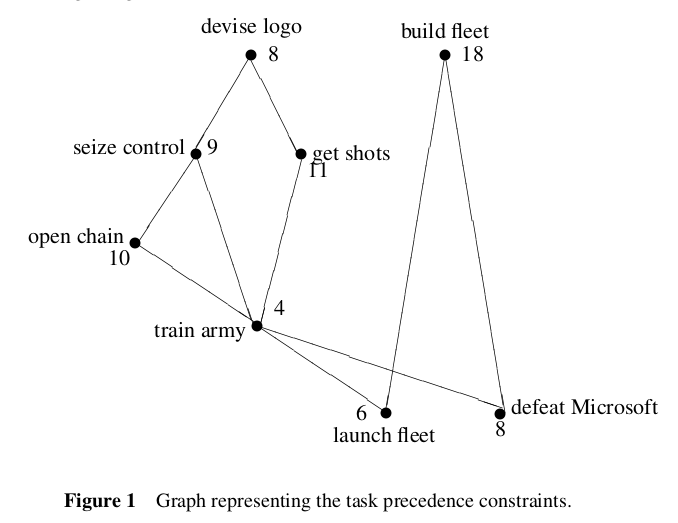 devise logo
8
build fleet
18
seize control
9
get shots
11
open chain
10
4
train army
6
launch fleet
defeat Microsoft
8
Figure 1 Graph representing the task precedence constraints.